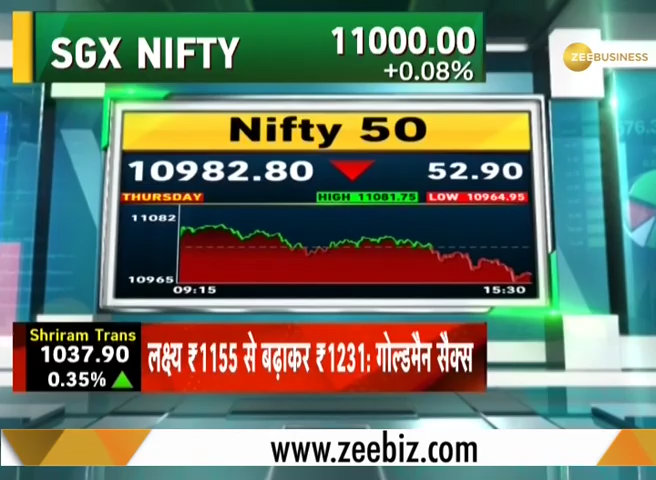 SGX NIFTY
11000.00
+0.08%
ZEEBUSINESS
Nifty 50
10982.80
52.90
THURSDAY
HIGH 11081.75
LOW 10964.95
11082
10965
09:15
15:30
Shriram Trans
1037.90
0.35%
लक्ष्य ₹1155 से बढ़ाकर ₹1231: गोल्डमैन सैक्स
www.zeebiz.com